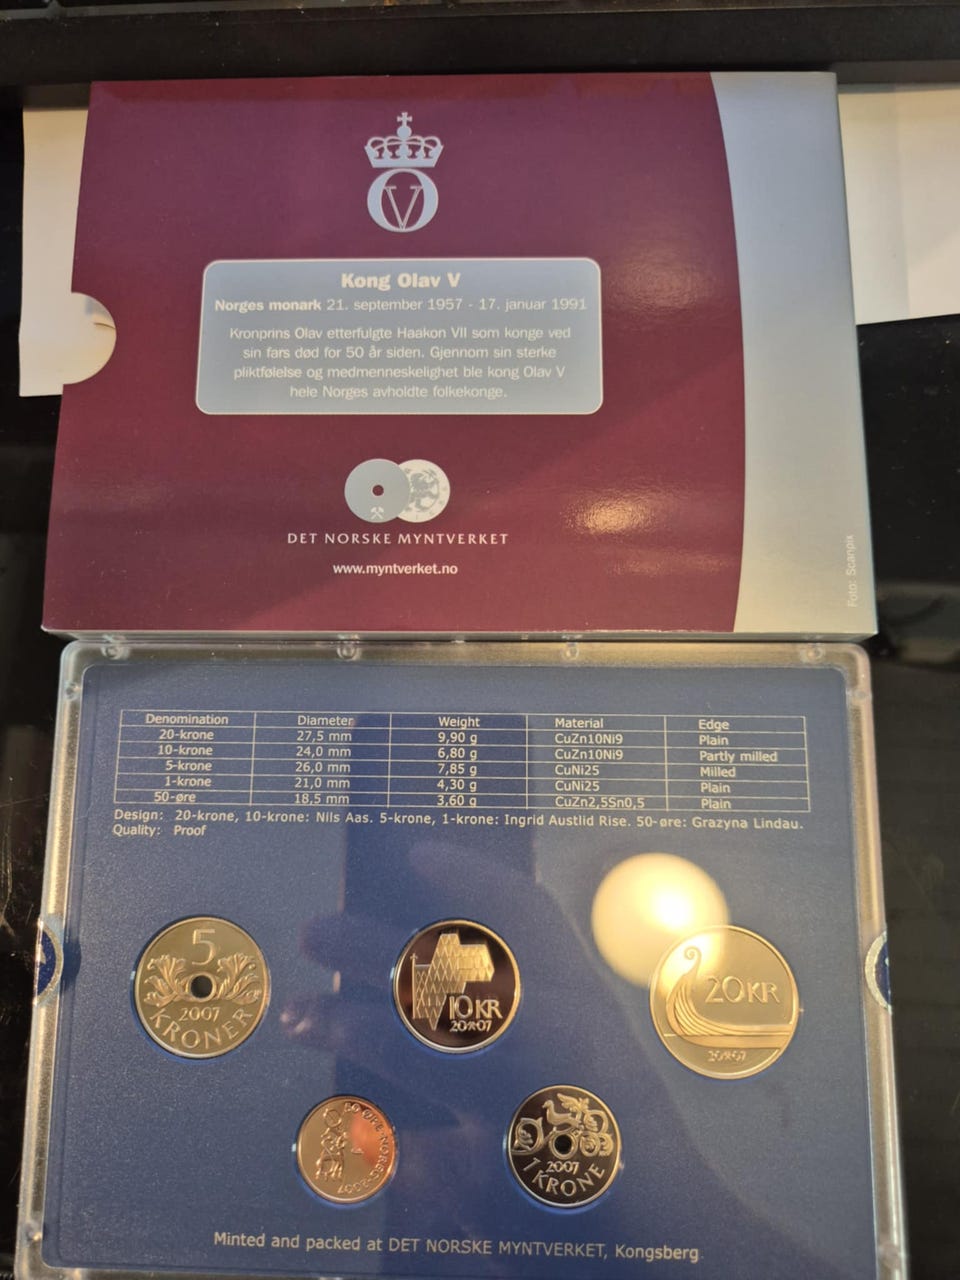 OV
Kong Olav V
Norges monark 21. september 1957 - 17. januar 1991
Kronprins Olav etterfulgte Haakon VII som konge ved
sin fars død for 50 år siden. Gjennom sin sterke
pliktfølelse og medmenneskelighet ble kong Olav V
hele Norges avholdte folkekonge.
DET NORSKE MYNTVERKET
www.myntverket.no
Foto: Scanpix
Denomination Diameter Weight Material Edge
20-krone 27,5 mm 9,90 g CuZn10Ni9 Plain
10-krone 24,0 mm 6,80 g CuZn10Ni9 Partly milled
5-krone 26,0 mm 7,85 g CuNi25 Milled
1-krone 21,0 mm 4,30 g CuNi25 Plain
50-øre 18,5 mm 3,60 g CuZn2,5Sn0,5 Plain
Design: 20-krone, 10-krone: Nils Aas. 5-krone, 1-krone: Ingrid Austlid Rise. 50-øre: Grazyna Lindau.
Quality: Proof
5
2007
KRONER
10 KR
2007
20 KR
2007
50 ØRE NORGE 2007
2007
1 KRONE
Minted and packed at DET NORSKE MYNTVERKET, Kongsberg